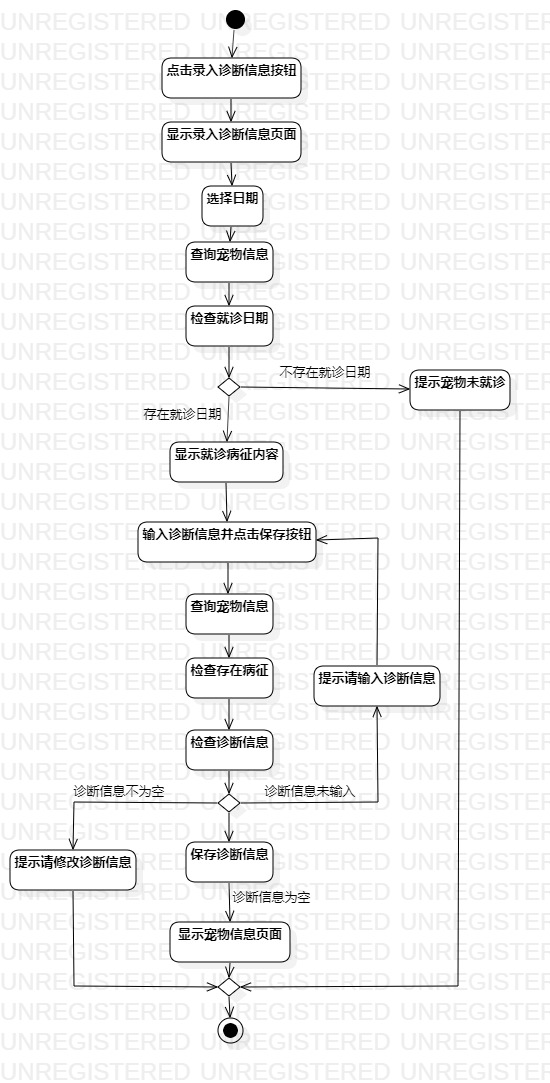 点击录入诊断信息按钮
显示录入诊断信息页面
选择日期
查询宠物信息
检查就诊日期
不存在就诊日期
提示宠物未就诊
存在就诊日期
显示就诊病征内容
输入诊断信息并点击保存按钮
查询宠物信息
检查存在病征
提示请输入诊断信息
检查诊断信息
诊断信息不为空
诊断信息未输入
保存诊断信息
提示请修改诊断信息
诊断信息为空
显示宠物信息页面
UNREGISTERED UNREGISTERED UNREGISTERED